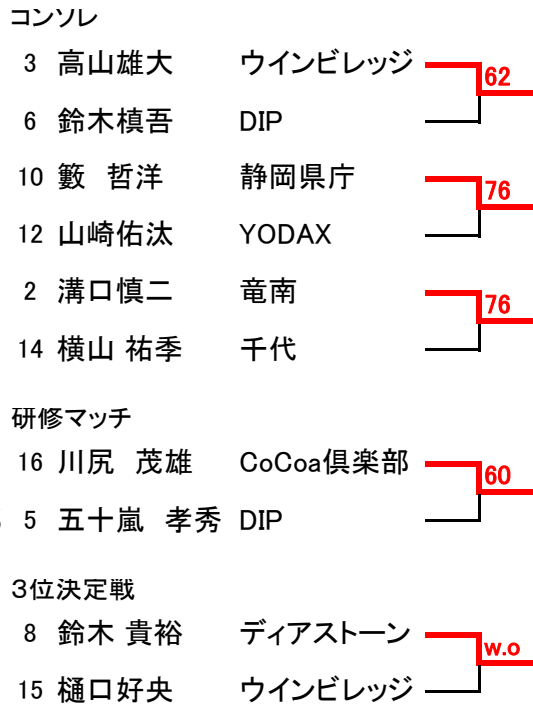 コンソレ
3 高山雄大 ウインビレッジ 62
6 鈴木槙吾 DIP
10 籔 哲洋 静岡県庁 76
12 山崎佑汰 YODAX
2 溝口慎二 竜南 76
14 横山 祐季 千代
研修マッチ
16 川尻 茂雄 CoCoa倶楽部 60
5 五十嵐 孝秀 DIP
3位決定戦
8 鈴木 貴裕 ディアストーン w.o
15 樋口好央 ウインビレッジ